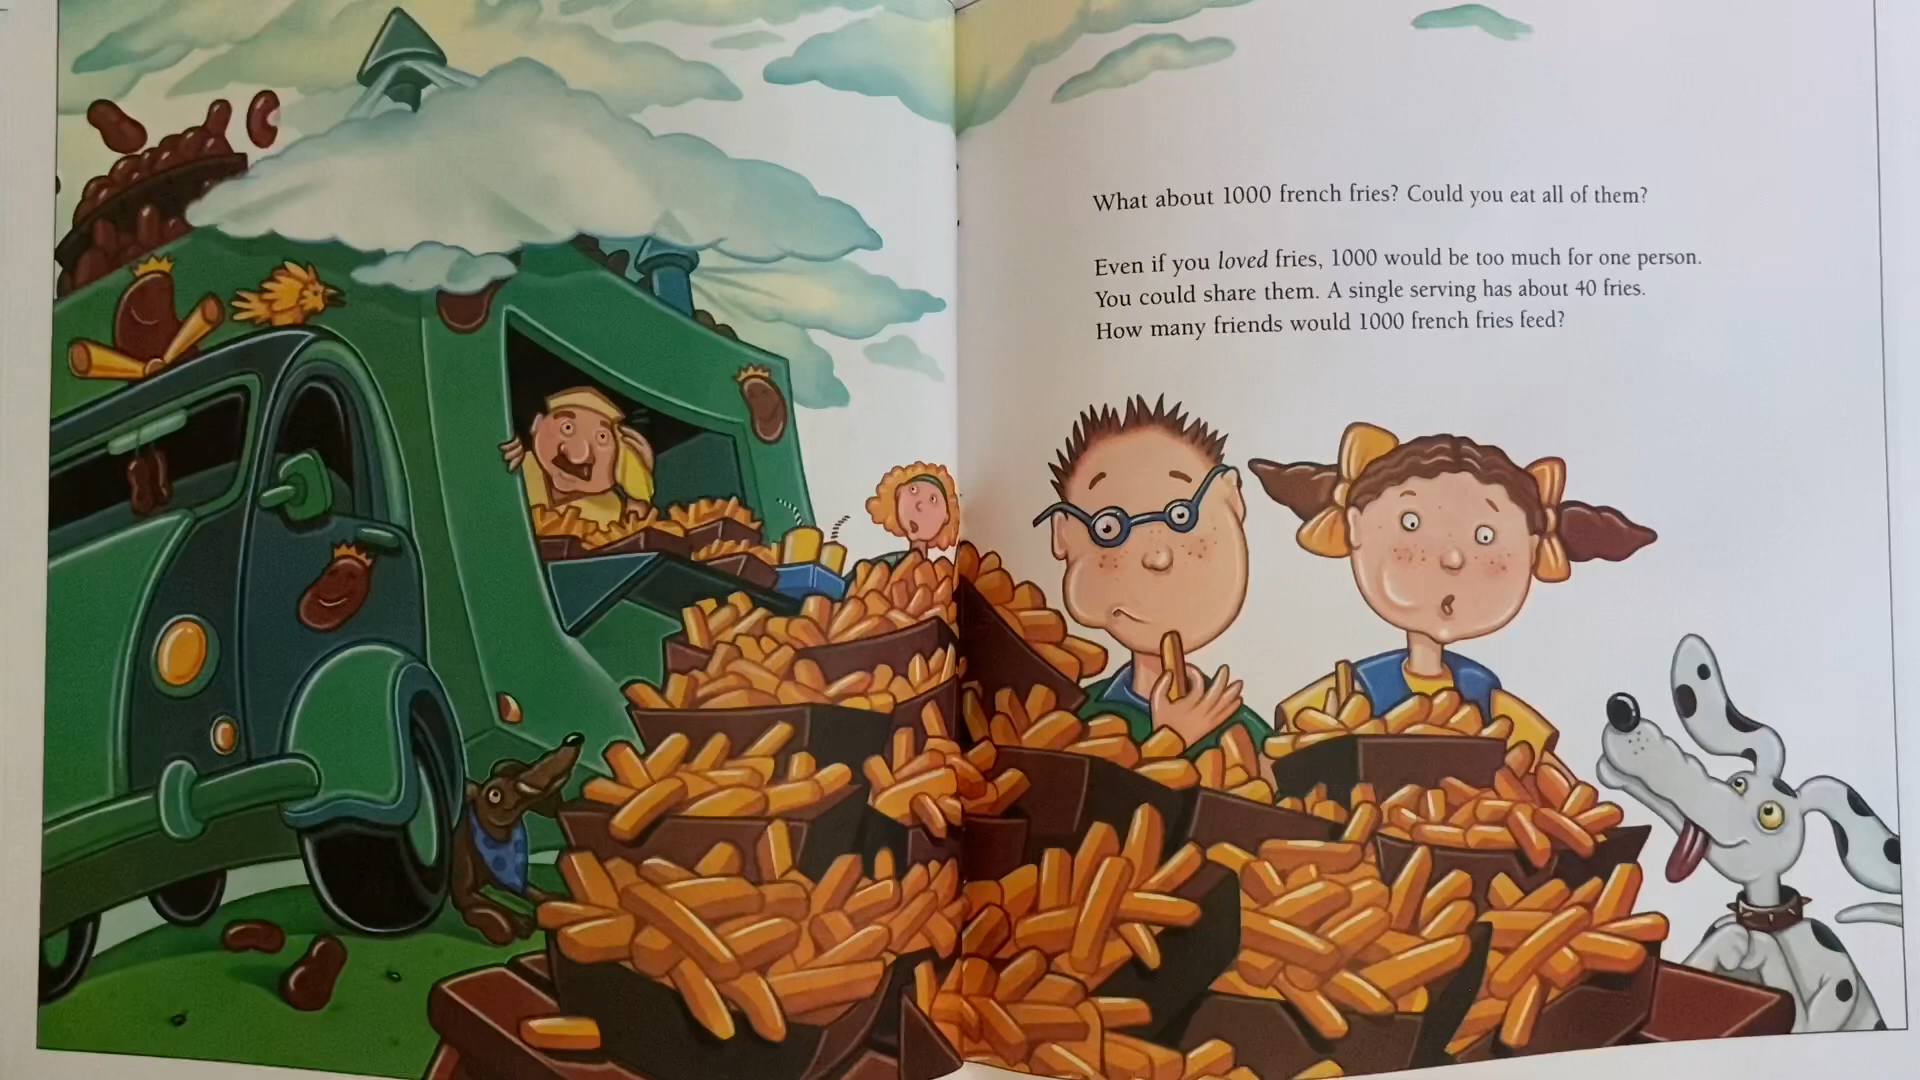 What about 1000 french fries? Could you eat all of them?
Even if you loved fries, 1000 would be too much for one person.
You could share them. A single serving has about 40 fries.
How many friends would 1000 french fries feed?